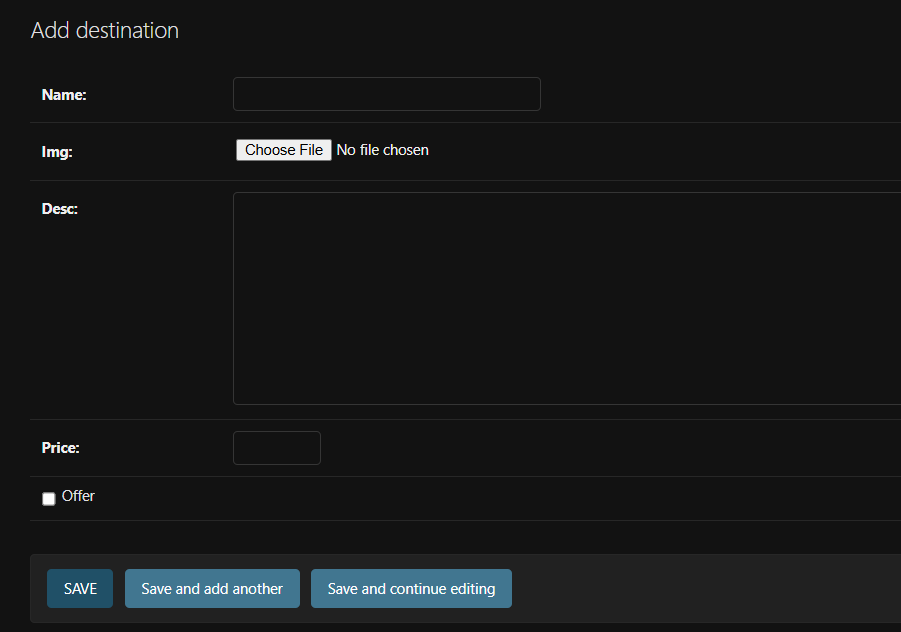 Add destination
Name:
Img:
Choose File No file chosen
Desc:
Price:
Offer
SAVE Save and add another Save and continue editing